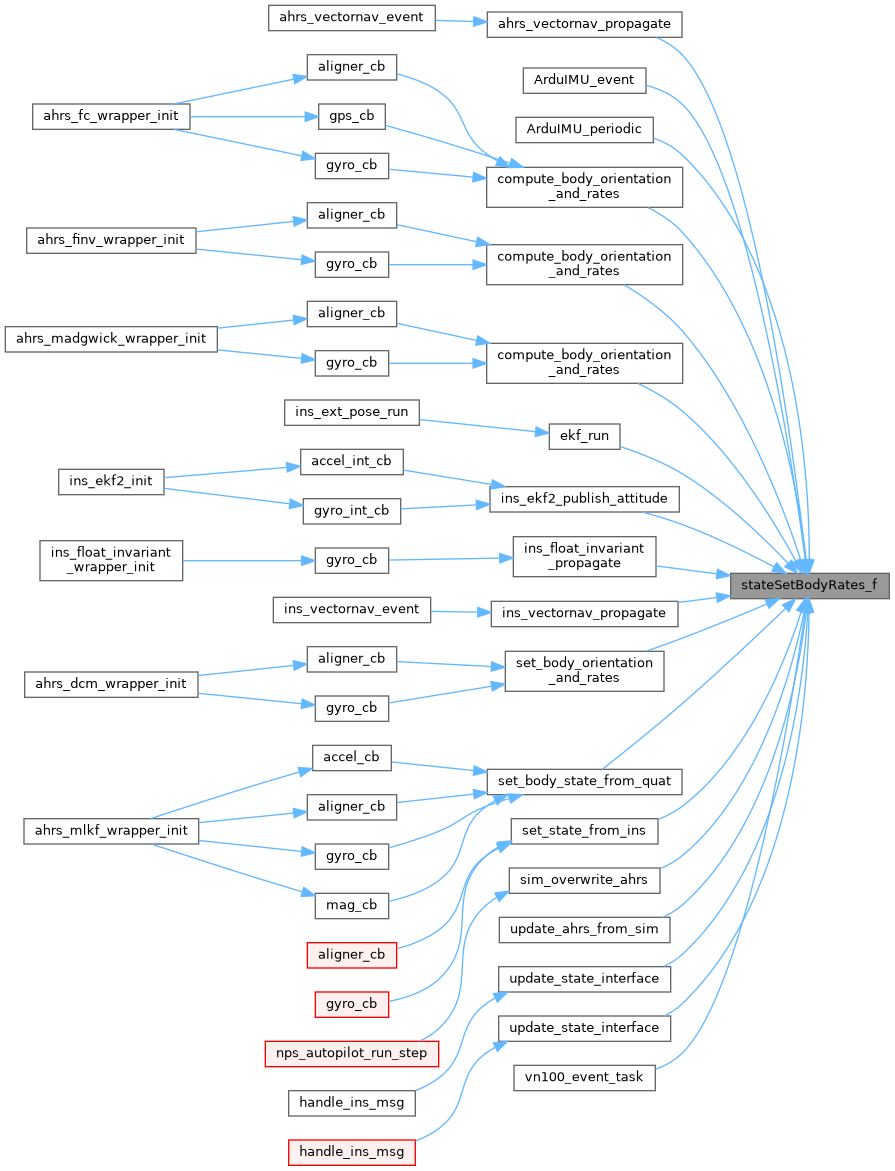 ahrs_vectornav_event
ahrs_vectornav_propagate
aligner_cb
ArduIMU_event
ahrs_fc_wrapper_init
gps_cb
ArduIMU_periodic
gyro_cb
compute_body_orientation
_and_rates
aligner_cb
ahrs_finv_wrapper_init
gyro_cb
compute_body_orientation
_and_rates
aligner_cb
ahrs_madgwick_wrapper_init
gyro_cb
compute_body_orientation
_and_rates
ins_ext_pose_run
ekf_run
accel_int_cb
ins_ekf2_init
gyro_int_cb
ins_ekf2_publish_attitude
ins_float_invariant
_wrapper_init
gyro_cb
ins_float_invariant
_propagate
stateSetBodyRates_f
ins_vectornav_event
ins_vectornav_propagate
aligner_cb
ahrs_dcm_wrapper_init
gyro_cb
set_body_orientation
_and_rates
accel_cb
set_body_state_from_quat
aligner_cb
ahrs_mlkf_wrapper_init
gyro_cb
set_state_from_ins
mag_cb
sim_overwrite_ahrs
aligner_cb
update_ahrs_from_sim
gyro_cb
update_state_interface
nps_autopilot_run_step
update_state_interface
handle_ins_msg
vn100_event_task
handle_ins_msg